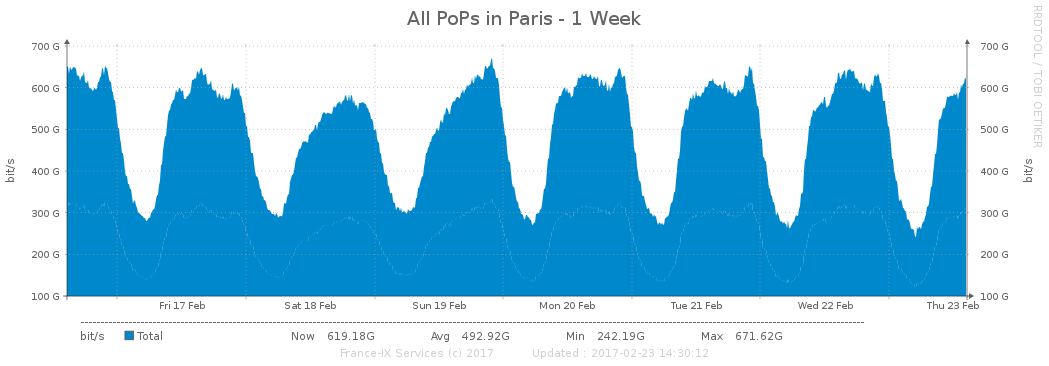 All PoPs in Paris - 1 Week
RRDTOOL / TOBI OETIKER
700 G 700 G
600 G 600 G
500 G 500 G
400 G 400 G
300 G 300 G
200 G 200 G
100 G 100 G
bit/s bit/s
Fri 17 Feb Sat 18 Feb Sun 19 Feb Mon 20 Feb Tue 21 Feb Wed 22 Feb Thu 23 Feb
bit/s Total Now 619.18G Avg 492.92G Min 242.19G Max 671.62G
France-IX Services (c) 2017 Updated : 2017-02-23 14:30:12